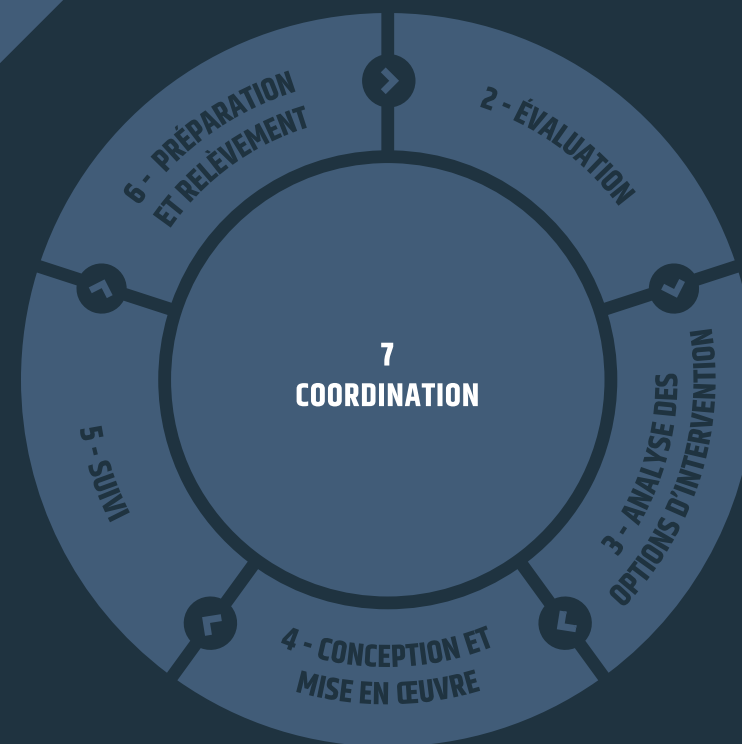 2 - ÉVALUATION
3 - ANALYSE DES
OPTIONS D'INTERVENTION
4 - CONCEPTION ET
MISE EN ŒUVRE
5 - SUIVI
6 - PRÉPARATION
ET RELÈVEMENT
7
COORDINATION